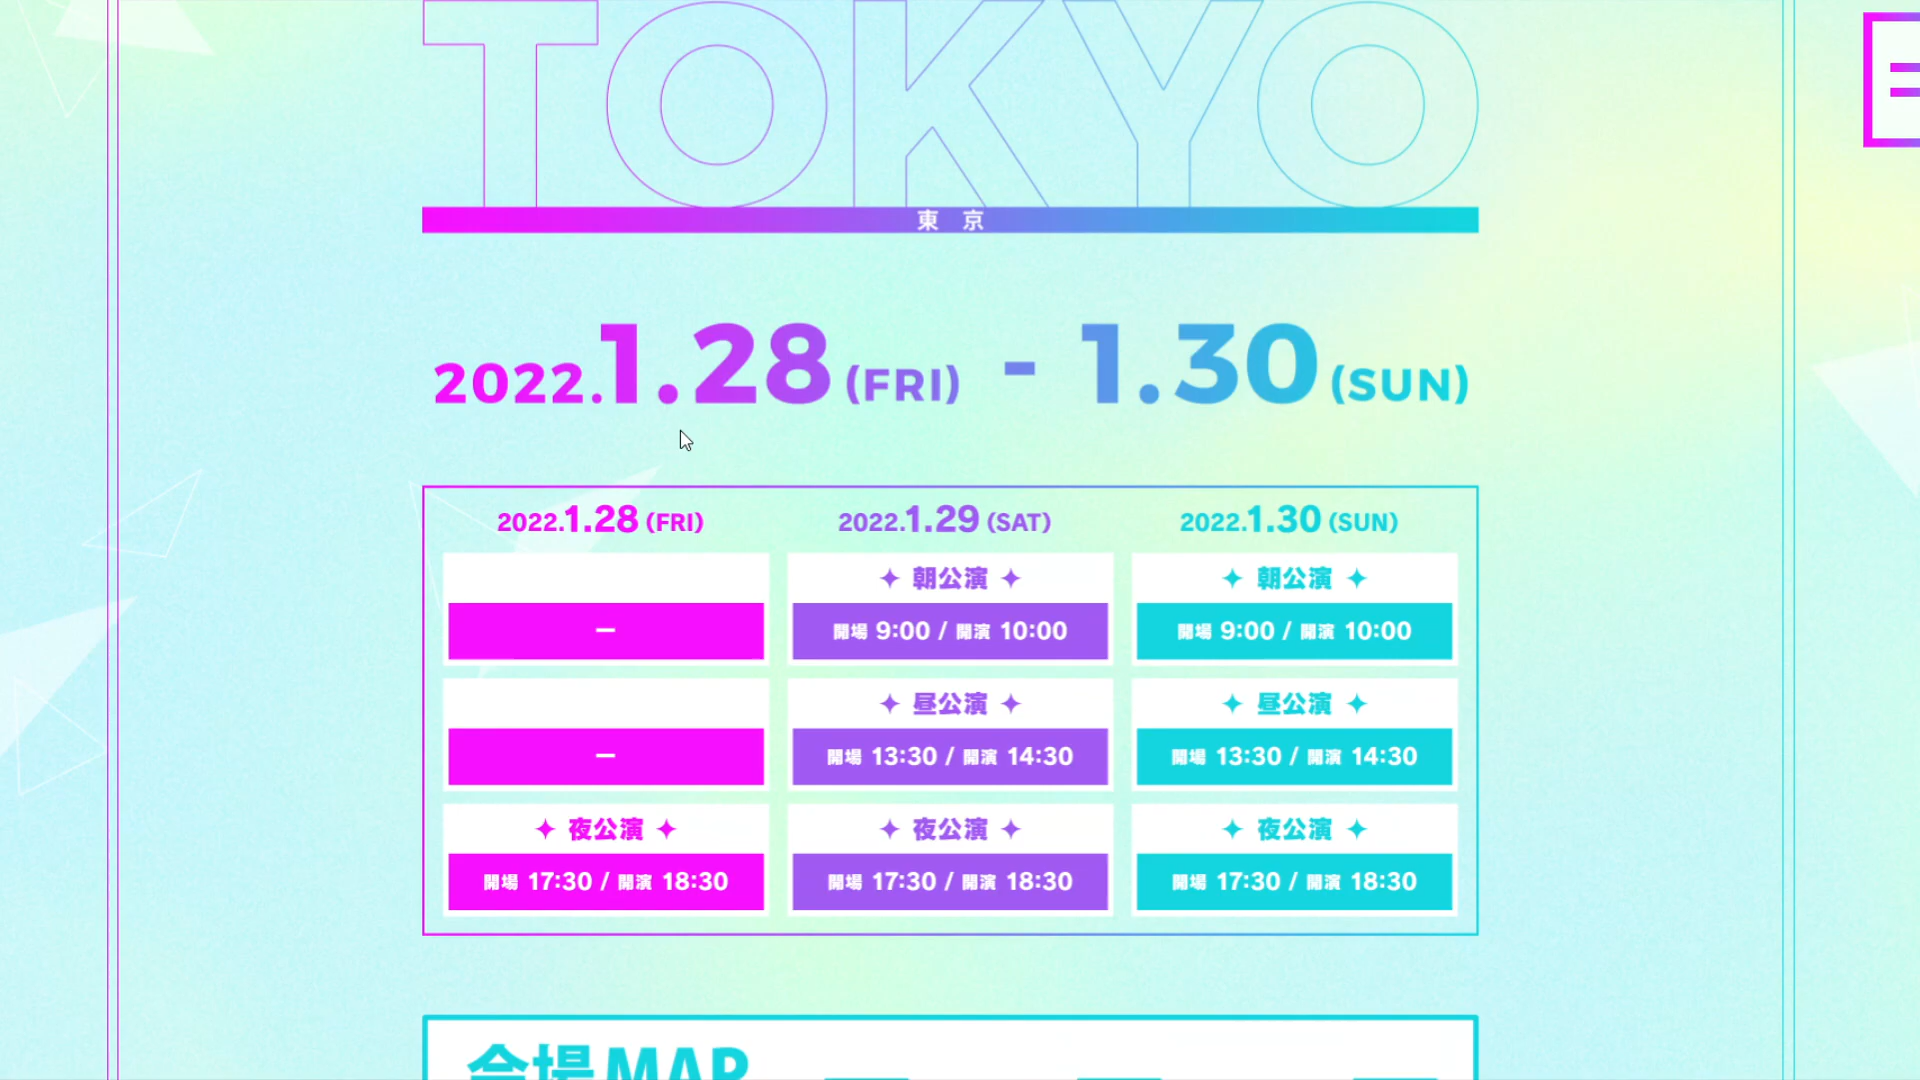 TOKYO
東 京
2022.1.28(FRI) - 1.30(SUN)
2022.1.28 (FRI) 2022.1.29 (SAT) 2022.1.30 (SUN)
✦ 朝公演 ✦ ✦ 朝公演 ✦
— 開場 9:00 / 開演 10:00 開場 9:00 / 開演 10:00
✦ 昼公演 ✦ ✦ 昼公演 ✦
— 開場 13:30 / 開演 14:30 開場 13:30 / 開演 14:30
✦ 夜公演 ✦ ✦ 夜公演 ✦ ✦ 夜公演 ✦
開場 17:30 / 開演 18:30 開場 17:30 / 開演 18:30 開場 17:30 / 開演 18:30
会場MAP